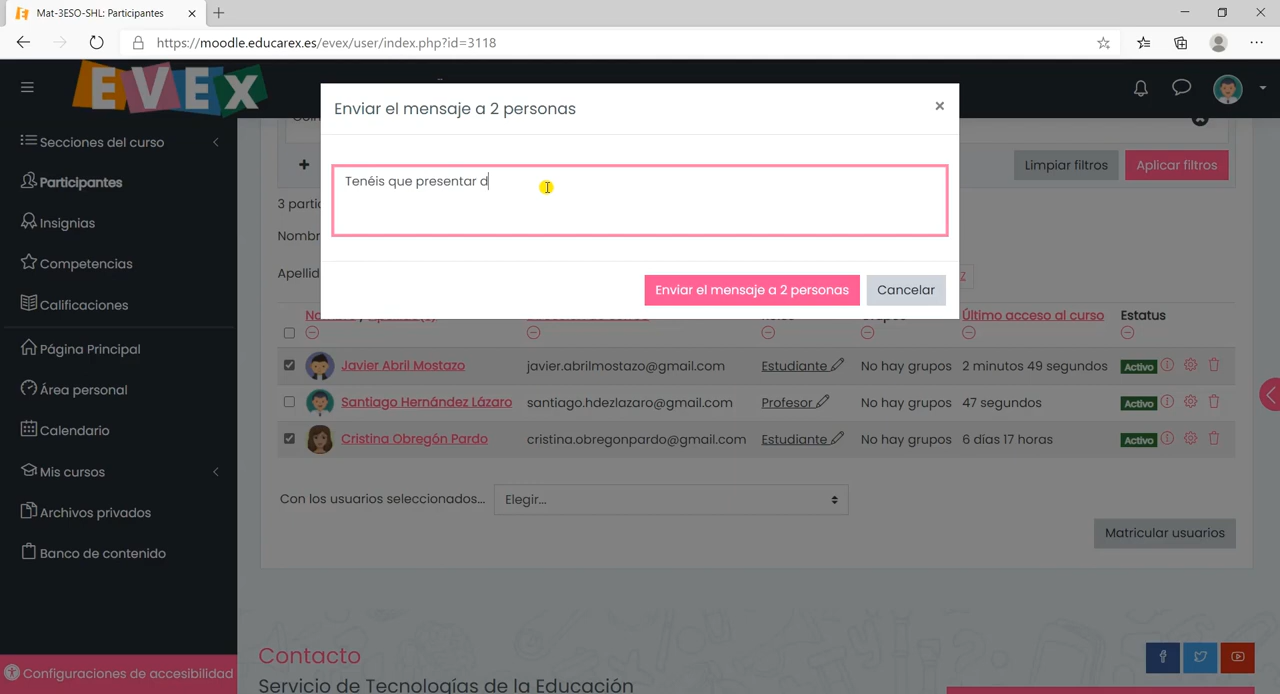 Mat-3ESO-SHL: Participantes
https://moodle.educarex.es/evex/user/index.php?id=3118
EVEX
Enviar el mensaje a 2 personas
Tenéis que presentar d
Enviar el mensaje a 2 personas
Cancelar
Secciones del curso
Participantes
Insignias
Competencias
Calificaciones
Página Principal
Área personal
Calendario
Mis cursos
Archivos privados
Banco de contenido
Configuraciones de accesibilidad
Limpiar filtros
Aplicar filtros
3 parti
Nombr
Apellid
z
Último acceso al curso
Estatus
Javier Abril Mostazo javier.abrilmostazo@gmail.com Estudiante No hay grupos 2 minutos 49 segundos Activo
Santiago Hernández Lázaro santiago.hdezlazaro@gmail.com Profesor No hay grupos 47 segundos Activo
Cristina Obregón Pardo cristina.obregonpardo@gmail.com Estudiante No hay grupos 6 días 17 horas Activo
Con los usuarios seleccionados... Elegir...
Matricular usuarios
Contacto
Servicio de Tecnologías de la Educación